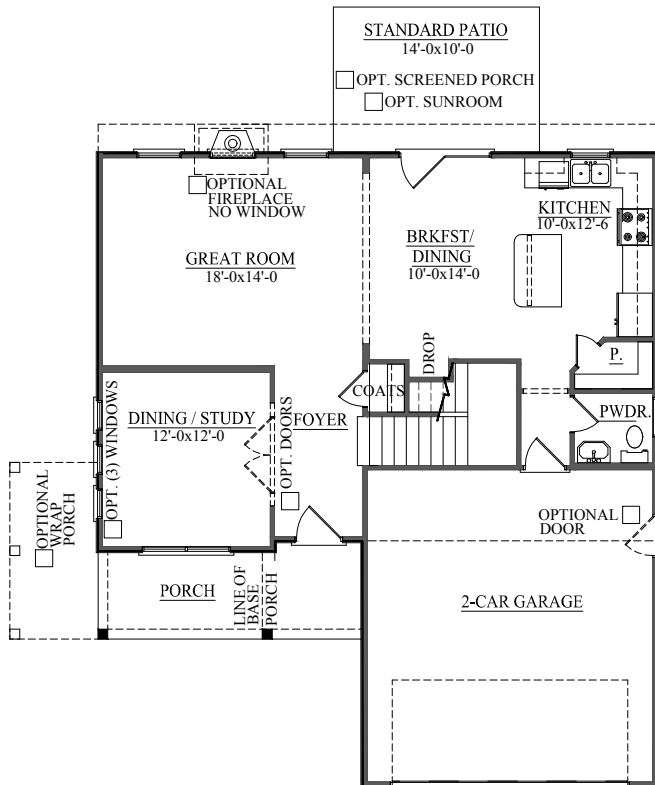 STANDARD PATIO
14'-0x10'-0
OPT. SCREENED PORCH
OPT. SUNROOM
OPTIONAL
FIREPLACE
NO WINDOW
GREAT ROOM
18'-0x14'-0
BRKFST/
DINING
10'-0x14'-0
KITCHEN
10'-0x12'-6
DROP
P.
COATS
PWDR.
OPT. (3) WINDOWS
DINING / STUDY
12'-0x12'-0
OPT. DOORS
FOYER
OPTIONAL
WRAP
PORCH
OPTIONAL
DOOR
PORCH
LINE OF
BASE
PORCH
2-CAR GARAGE